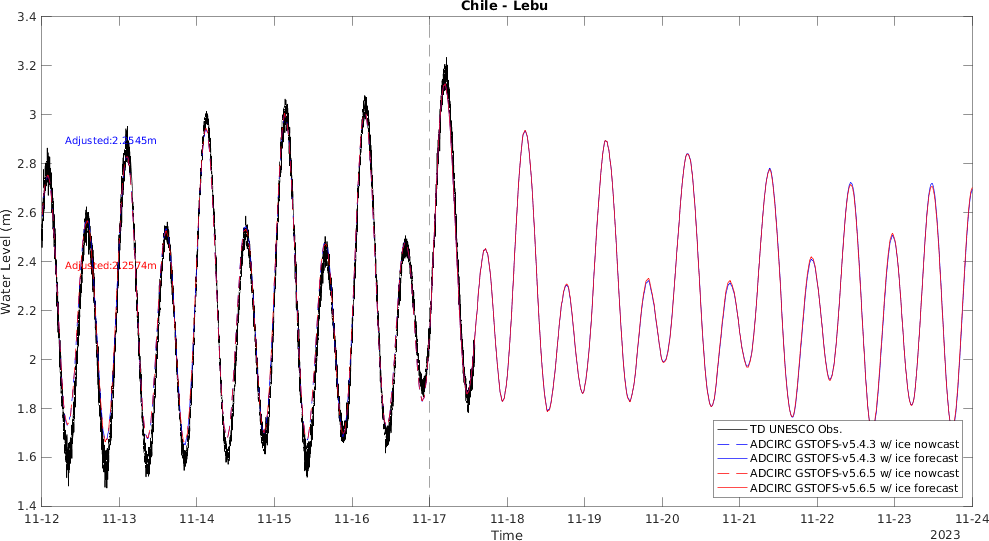 Chile - Lebu
3.4
3.2
3
2.8
2.6
2.4
2.2
2
1.8
1.6
1.4
Water Level (m)
Adjusted:2.2545m
Adjusted:2.2574m
TD UNESCO Obs.
ADCIRC GSTOFS-v5.4.3 w/ ice nowcast
ADCIRC GSTOFS-v5.4.3 w/ ice forecast
ADCIRC GSTOFS-v5.6.5 w/ ice nowcast
ADCIRC GSTOFS-v5.6.5 w/ ice forecast
11-12 11-13 11-14 11-15 11-16 11-17 11-18 11-19 11-20 11-21 11-22 11-23 11-24
Time
2023